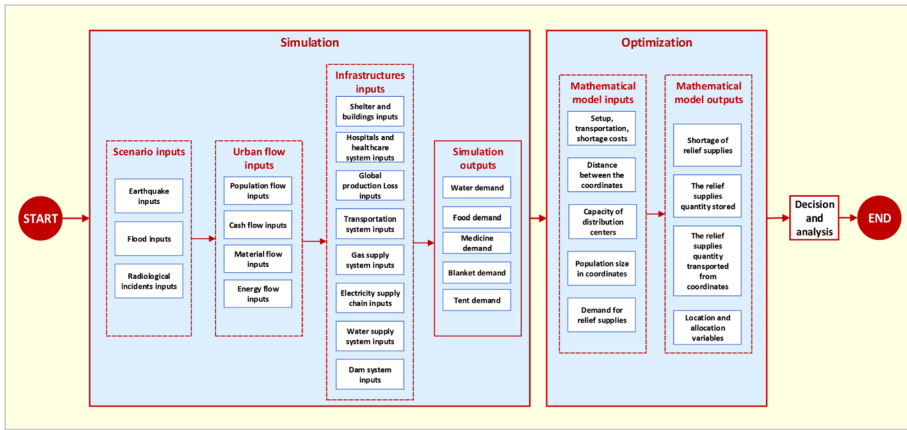 Simulation
Optimization
START
Scenario inputs
Earthquake
inputs
Flood inputs
Radiological
incidents inputs
Urban flow
inputs
Population flow
inputs
Cash flow inputs
Material flow
inputs
Energy flow
inputs
Infrastructures
inputs
Shelter and
buildings inputs
Hospitals and
healthcare system inputs
Global
production Loss
inputs
Transportation
system inputs
Gas supply system
inputs
Electricity supply
chain inputs
Water supply
system inputs
Dam system
inputs
Simulation
outputs
Water demand
Food demand
Medicine
demand
Blanket demand
Tent demand
Mathematical
model inputs
Setup,
transportation,
shortage costs
Distance
between the
coordinates
Capacity of
distribution
centers
Population size
in coordinates
Demand for
relief supplies
Mathematical
model outputs
Shortage of
relief supplies
The relief
supplies
quantity stored
The relief
supplies
quantity
transported
from
coordinates
Location and
allocation
variables
Decision
and
analysis
END